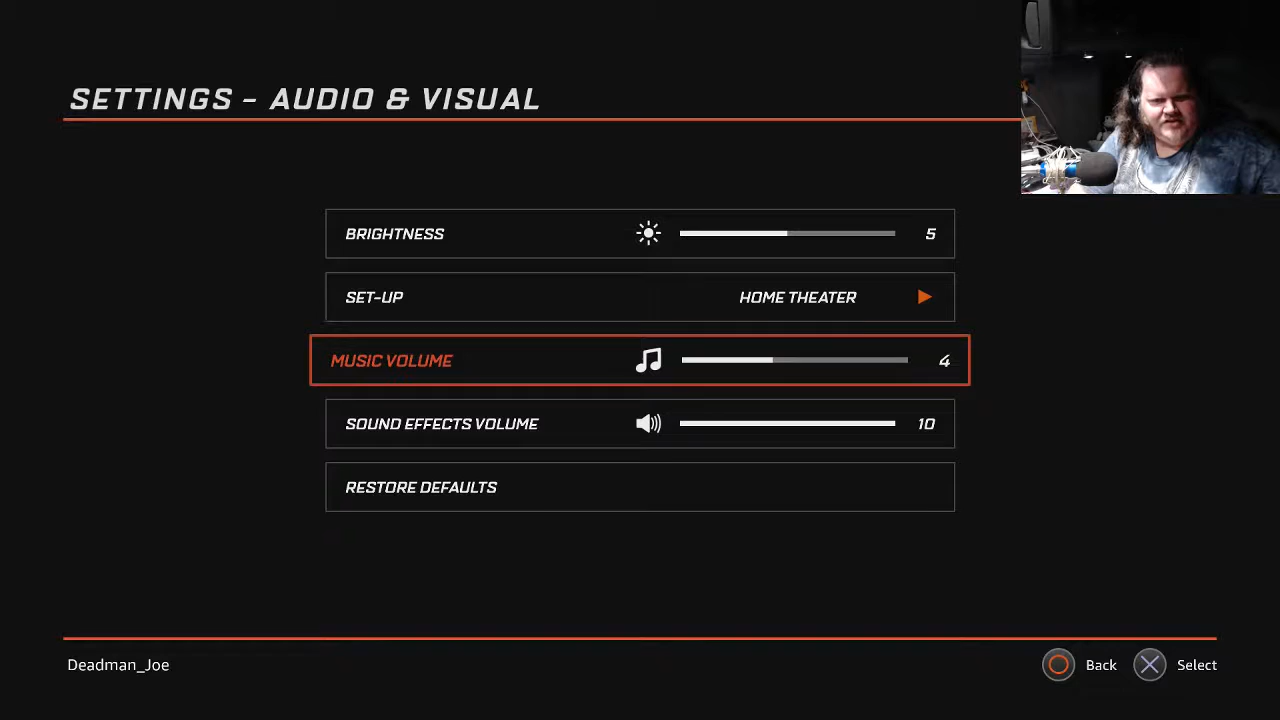 SETTINGS - AUDIO & VISUAL
BRIGHTNESS 5
SET-UP HOME THEATER
MUSIC VOLUME 4
SOUND EFFECTS VOLUME 10
RESTORE DEFAULTS
Deadman_Joe Back Select